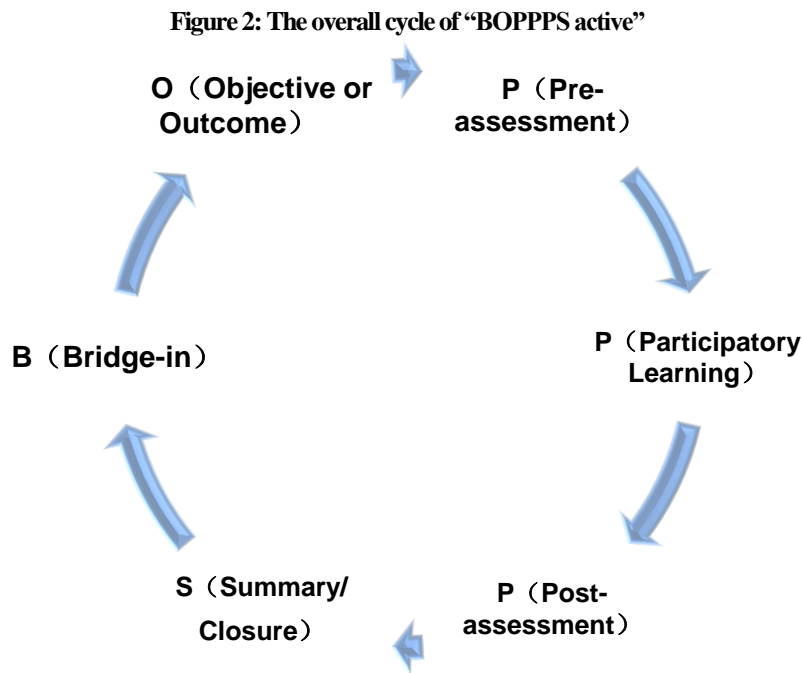 Figure 2: The overall cycle of “BOPPPS active”
O（Objective or
Outcome）
P（Pre-
assessment）
P（Participatory
Learning）
P（Post-
assessment）
S（Summary/
Closure）
B（Bridge-in）